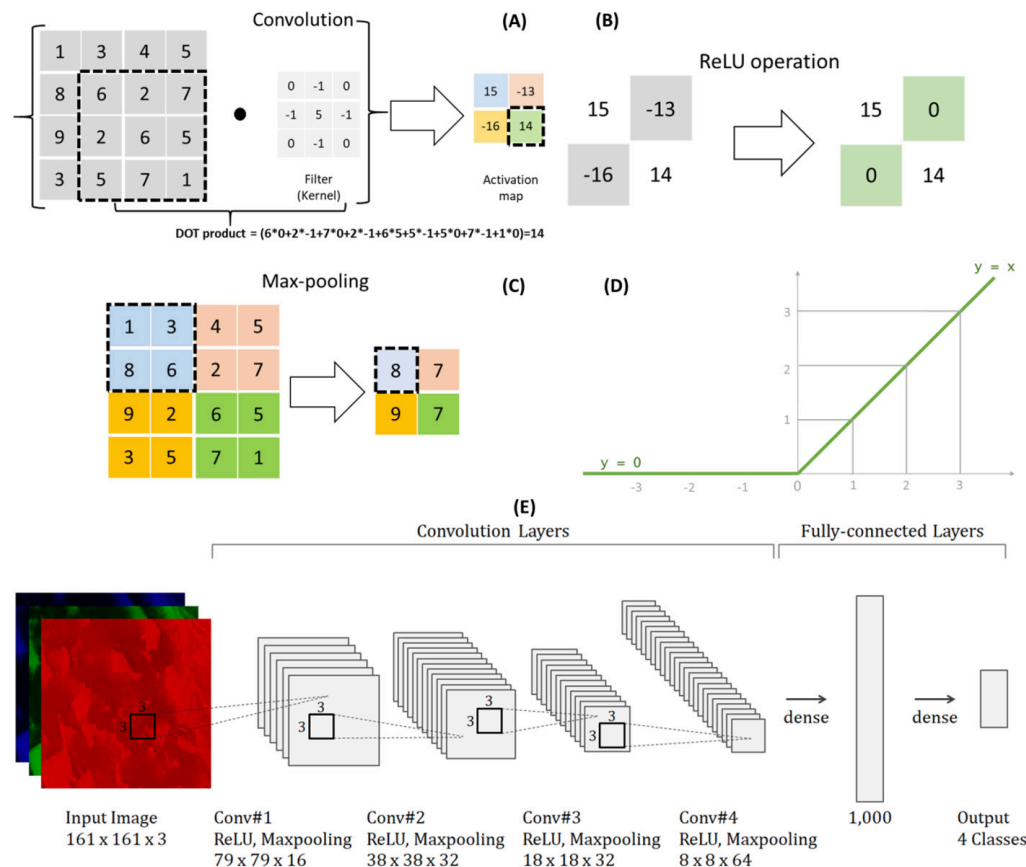 Convolution
(A)
1 3 4 5
8 6 2 7
9 2 6 5
3 5 7 1
0 -1 0
-1 5 -1
0 -1 0
Filter
(Kernel)
15 -13
-16 14
Activation
map
DOT product = (6*0+2*-1+7*0+2*-1+6*5+5*-1+5*0+7*-1+1*0)=14
(B)
ReLU operation
15 -13
-16 14
15 0
0 14
Max-pooling
(C)
1 3 4 5
8 6 2 7
9 2 6 5
3 5 7 1
8 7
9 7
(D)
y = x
3
2
1
y = 0
-3 -2 -1 0 1 2 3
(E)
Convolution Layers
Fully-connected Layers
3
3
3
3
3
3
3
3
dense
dense
Input Image
161 x 161 x 3
Conv#1
ReLU, Maxpooling
79 x 79 x 16
Conv#2
ReLU, Maxpooling
38 x 38 x 32
Conv#3
ReLU, Maxpooling
18 x 18 x 32
Conv#4
ReLU, Maxpooling
8 x 8 x 64
1,000
Output
4 Classes